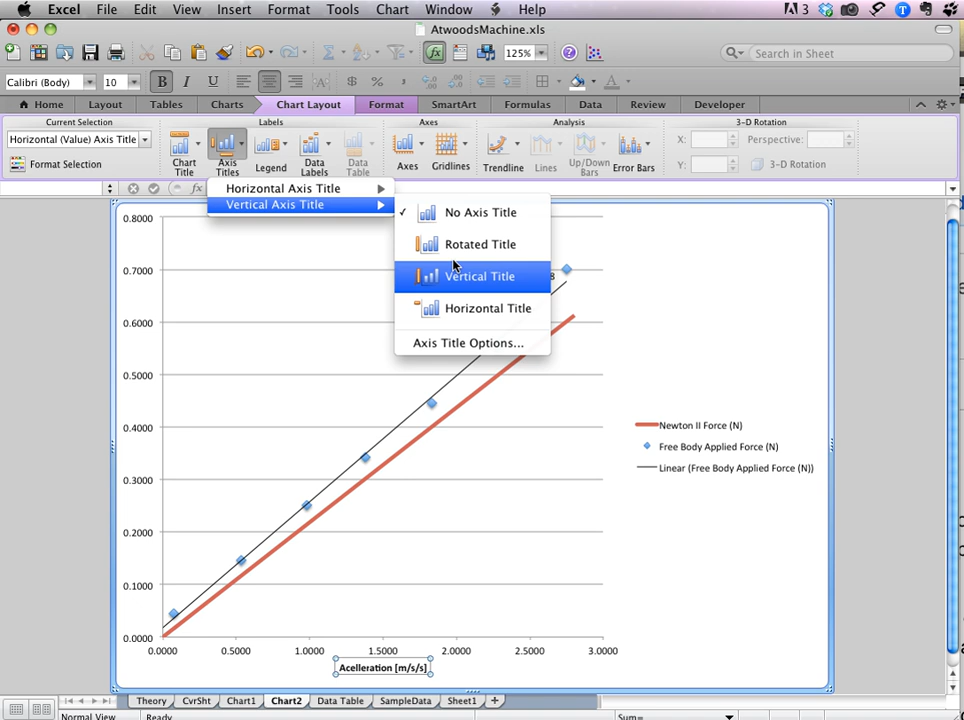 Excel File Edit View Insert Format Tools Chart Window Help
3
AtwoodsMachine.xls
125%
Search in Sheet
Calibri (Body) 10 B I U
Home Layout Tables Charts Chart Layout Format SmartArt Formulas Data Review Developer
Current Selection Labels Axes Analysis 3-D Rotation
Horizontal (Value) Axis Title
Format Selection
Chart Title
Axis Titles
Legend
Data Labels
Data Table
Axes
Gridlines
Trendline
Lines
Up/Down Bars
Error Bars
X: Perspective:
Y: 3-D Rotation
fx
Horizontal Axis Title
Vertical Axis Title
No Axis Title
Rotated Title
Vertical Title
Horizontal Title
Axis Title Options...
0.8000
0.7000
8
0.6000
0.5000
0.4000
0.3000
0.2000
0.1000
0.0000
0.0000 0.5000 1.0000 1.5000 2.0000 2.5000 3.0000
Acelleration [m/s/s]
Newton II Force (N)
Free Body Applied Force (N)
Linear (Free Body Applied Force (N))
Theory CvrSht Chart1 Chart2 Data Table SampleData Sheet1 +
Normal View Ready Sum=